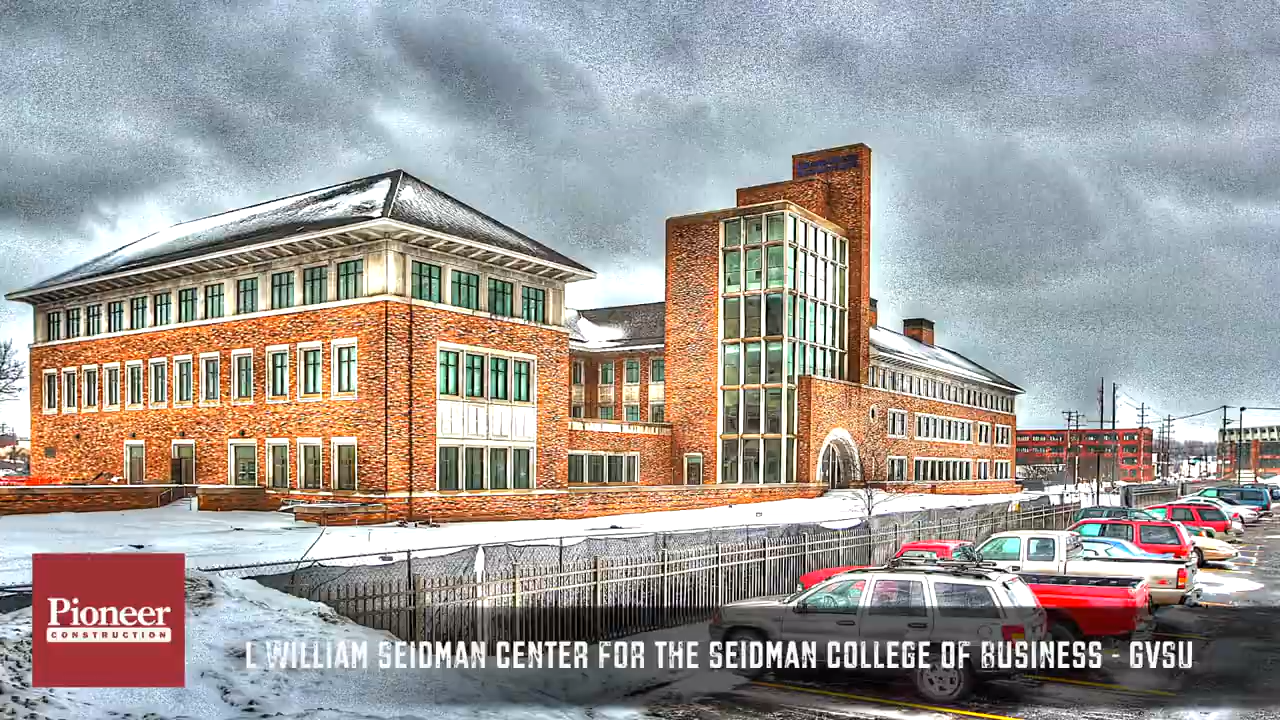 Pioneer
CONSTRUCTION
L WILLIAM SEIDMAN CENTER FOR THE SEIDMAN COLLEGE OF BUSINESS - GVSU